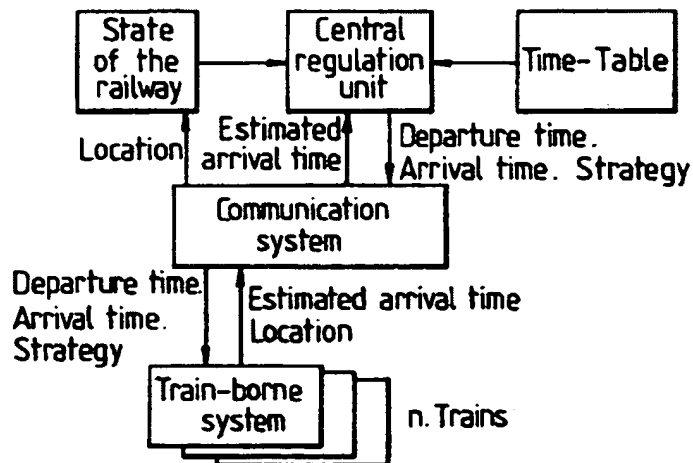 State
of the
railway
Central
regulation
unit
Time-Table
Location
Estimated
arrival time
Departure time.
Arrival time. Strategy
Communication
system
Departure time.
Arrival time.
Strategy
Estimated arrival time
Location
Train-borne
system
n. Trains